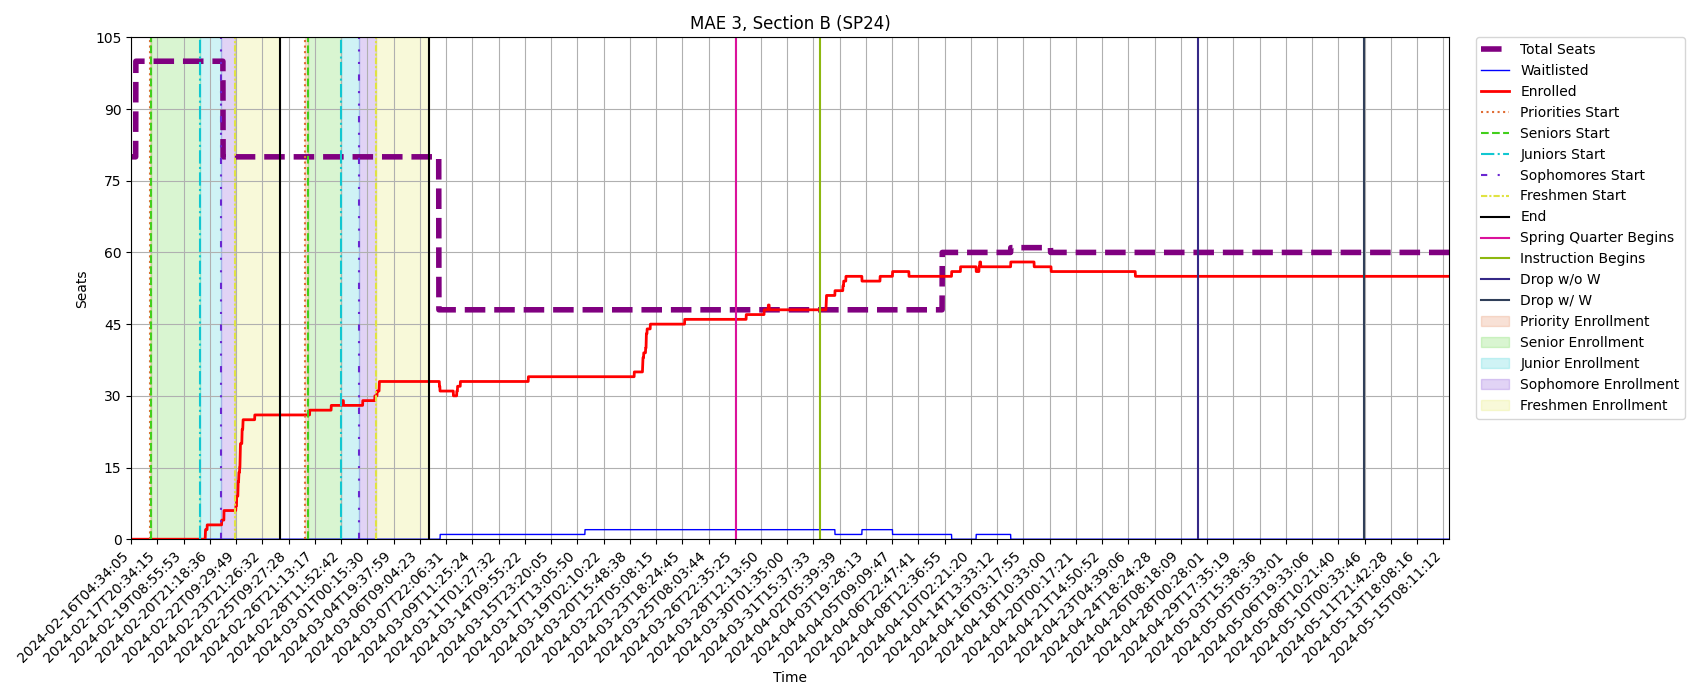 MAE 3, Section B (SP24)
Seats
105
90
75
60
45
30
15
0
2024-02-16T04:34:05
2024-02-17T20:34:15
2024-02-19T08:55:53
2024-02-20T21:18:36
2024-02-22T09:29:49
2024-02-23T21:26:32
2024-02-25T09:27:28
2024-02-26T21:13:17
2024-02-28T11:52:42
2024-03-01T00:15:30
2024-03-04T19:37:59
2024-03-06T09:04:23
2024-03-07T22:06:31
2024-03-11T01:25:24
2024-03-12T11:27:32
2024-03-14T09:55:22
2024-03-15T23:20:05
2024-03-17T13:05:50
2024-03-19T02:10:22
2024-03-20T15:48:38
2024-03-22T05:08:15
2024-03-23T18:24:45
2024-03-25T08:03:44
2024-03-26T22:35:25
2024-03-28T12:13:50
2024-03-30T01:35:00
2024-03-31T15:37:33
2024-04-02T05:39:39
2024-04-03T19:28:13
2024-04-05T09:09:47
2024-04-06T22:47:41
2024-04-08T12:36:55
2024-04-10T02:21:20
2024-04-14T13:33:12
2024-04-16T03:17:55
2024-04-18T10:33:00
2024-04-20T00:17:21
2024-04-21T14:50:52
2024-04-23T04:39:06
2024-04-24T18:24:28
2024-04-26T08:18:09
2024-04-28T00:28:01
2024-04-29T17:35:19
2024-05-03T15:38:36
2024-05-05T05:33:01
2024-05-06T19:33:06
2024-05-08T10:21:40
2024-05-10T00:33:46
2024-05-11T21:42:28
2024-05-13T18:08:16
2024-05-15T08:11:12
Time
Total Seats
Waitlisted
Enrolled
Priorities Start
Seniors Start
Juniors Start
Sophomores Start
Freshmen Start
End
Spring Quarter Begins
Instruction Begins
Drop w/o W
Drop w/ W
Priority Enrollment
Senior Enrollment
Junior Enrollment
Sophomore Enrollment
Freshmen Enrollment